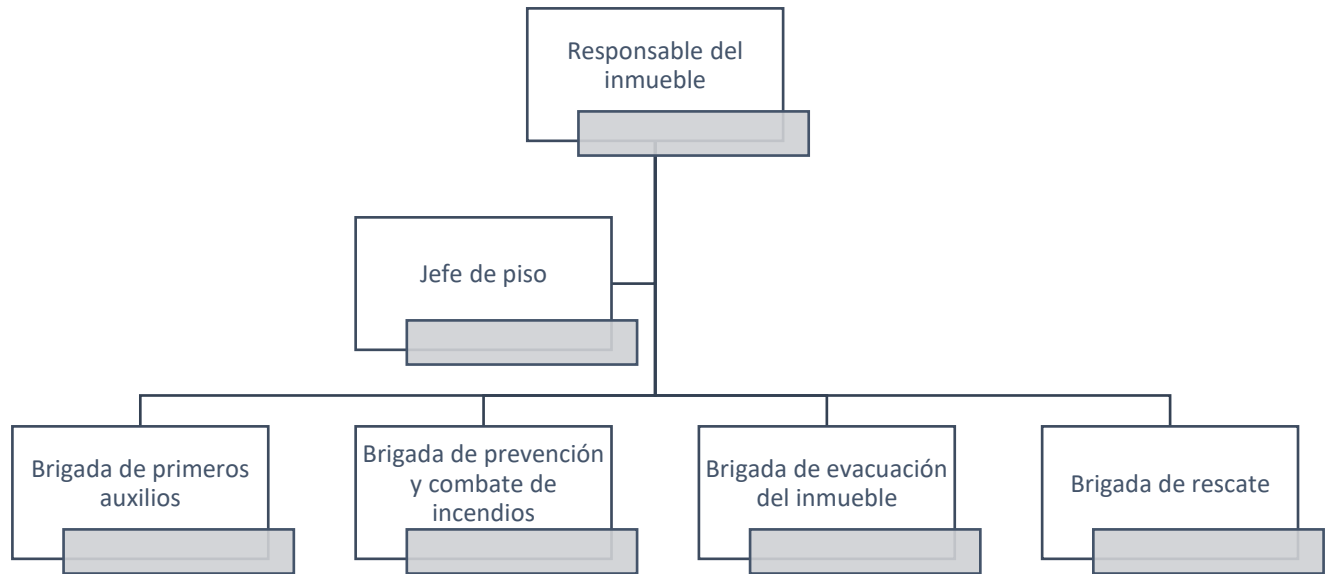 Responsable del
inmueble
Jefe de piso
Brigada de primeros
auxilios
Brigada de prevención
y combate de
incendios
Brigada de evacuación
del inmueble
Brigada de rescate